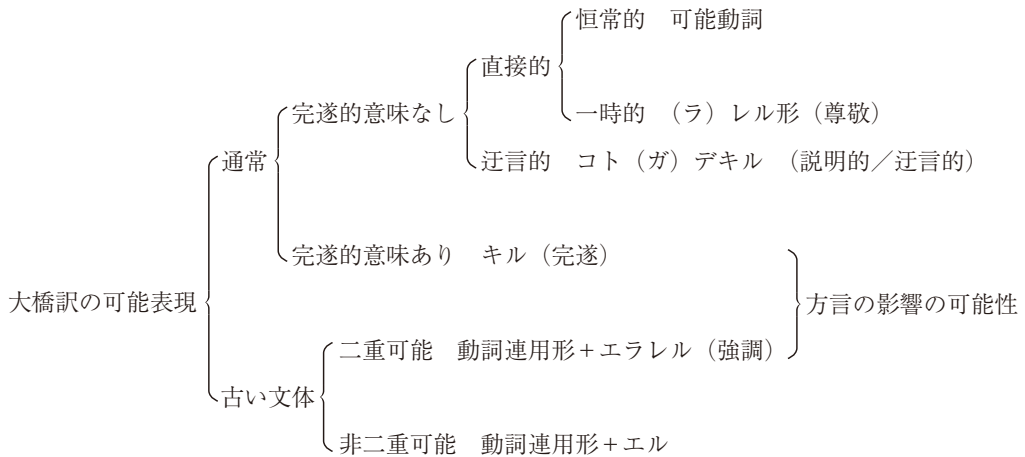 恒常的　可能動詞
直接的
完遂的意味なし
一時的　（ラ）レル形（尊敬）
通常
迂言的　コト（ガ）デキル　（説明的／迂言的）
完遂的意味あり　キル（完遂）
大橋訳の可能表現
方言の影響の可能性
二重可能　動詞連用形＋エラレル（強調）
古い文体
非二重可能　動詞連用形＋エル